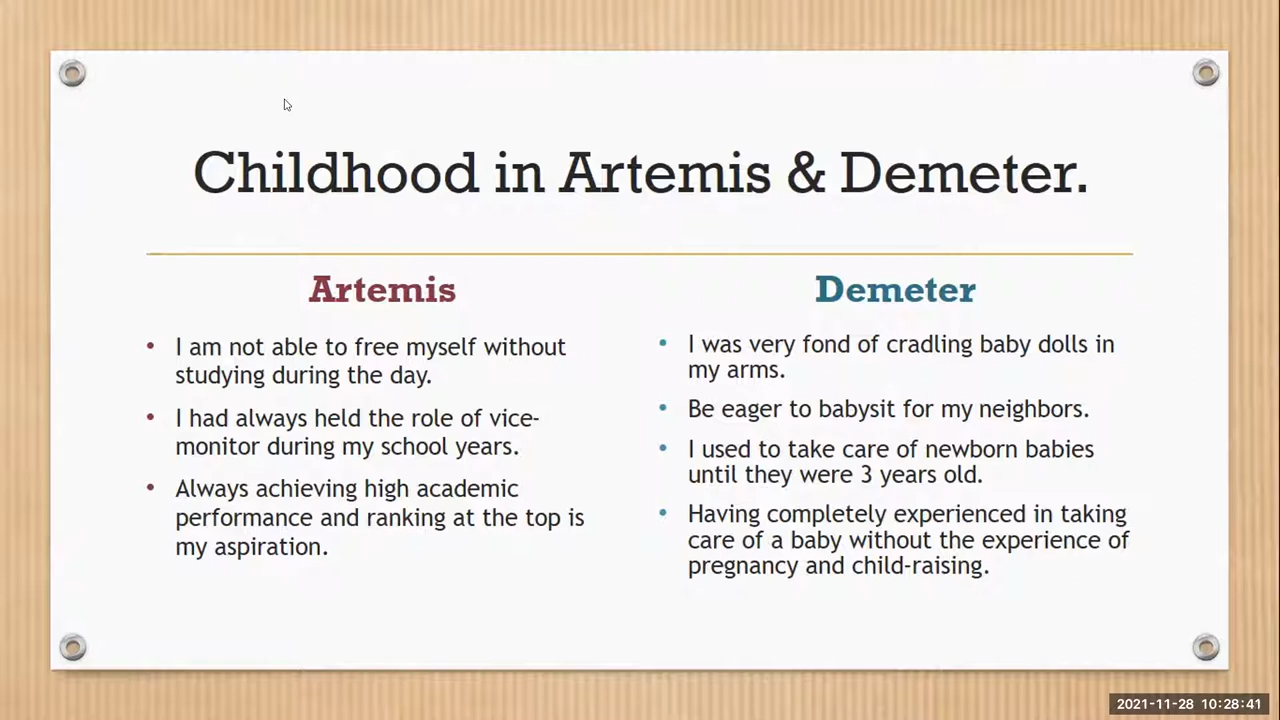 Childhood in Artemis & Demeter.
Artemis
• I am not able to free myself without
studying during the day.
• I had always held the role of vice-
monitor during my school years.
• Always achieving high academic
performance and ranking at the top is
my aspiration.
Demeter
• I was very fond of cradling baby dolls in
my arms.
• Be eager to babysit for my neighbors.
• I used to take care of newborn babies
until they were 3 years old.
• Having completely experienced in taking
care of a baby without the experience of
pregnancy and child-raising.
2021-11-28 10:28:41